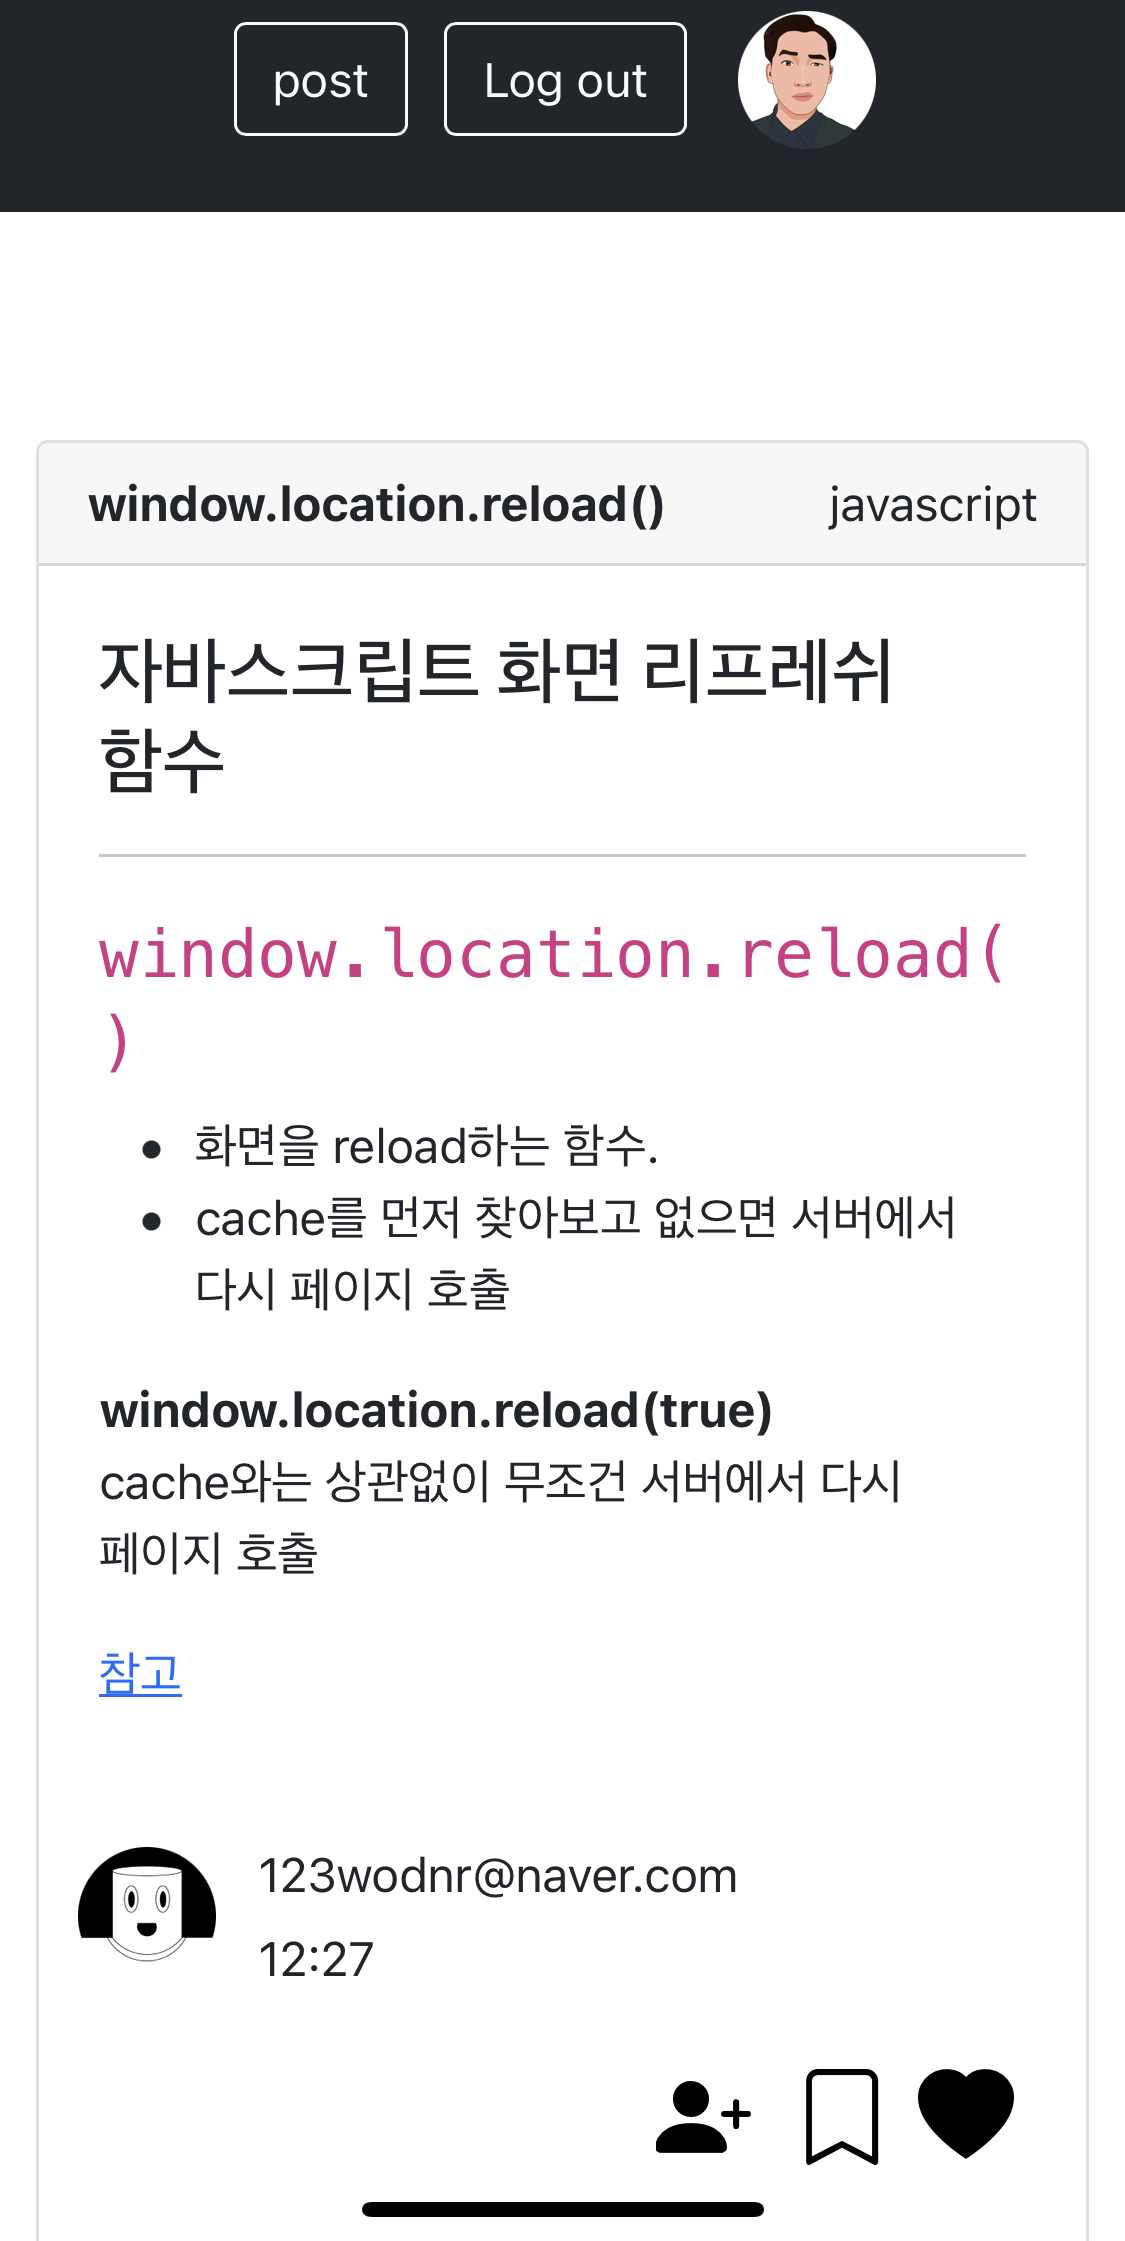 post
Log out
window.location.reload()
javascript
자바스크립트 화면 리프레쉬
함수
window.location.reload(
)
화면을 reload하는 함수.
cache를 먼저 찾아보고 없으면 서버에서
다시 페이지 호출
window.location.reload(true)
cache와는 상관없이 무조건 서버에서 다시
페이지 호출
참고
123wodnr@naver.com
12:27